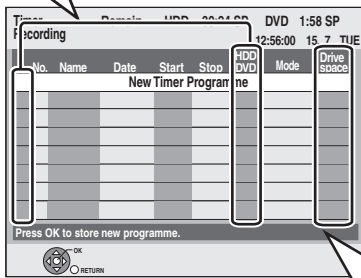 Timer Remain HDD 30:24 SP DVD 1:58 SP
Recording 12:56:00 15. 7. TUE
No. Name Date Start Stop HDD DVD Mode Drive space
New Timer Programme
Press OK to store new programme.
OK
RETURN